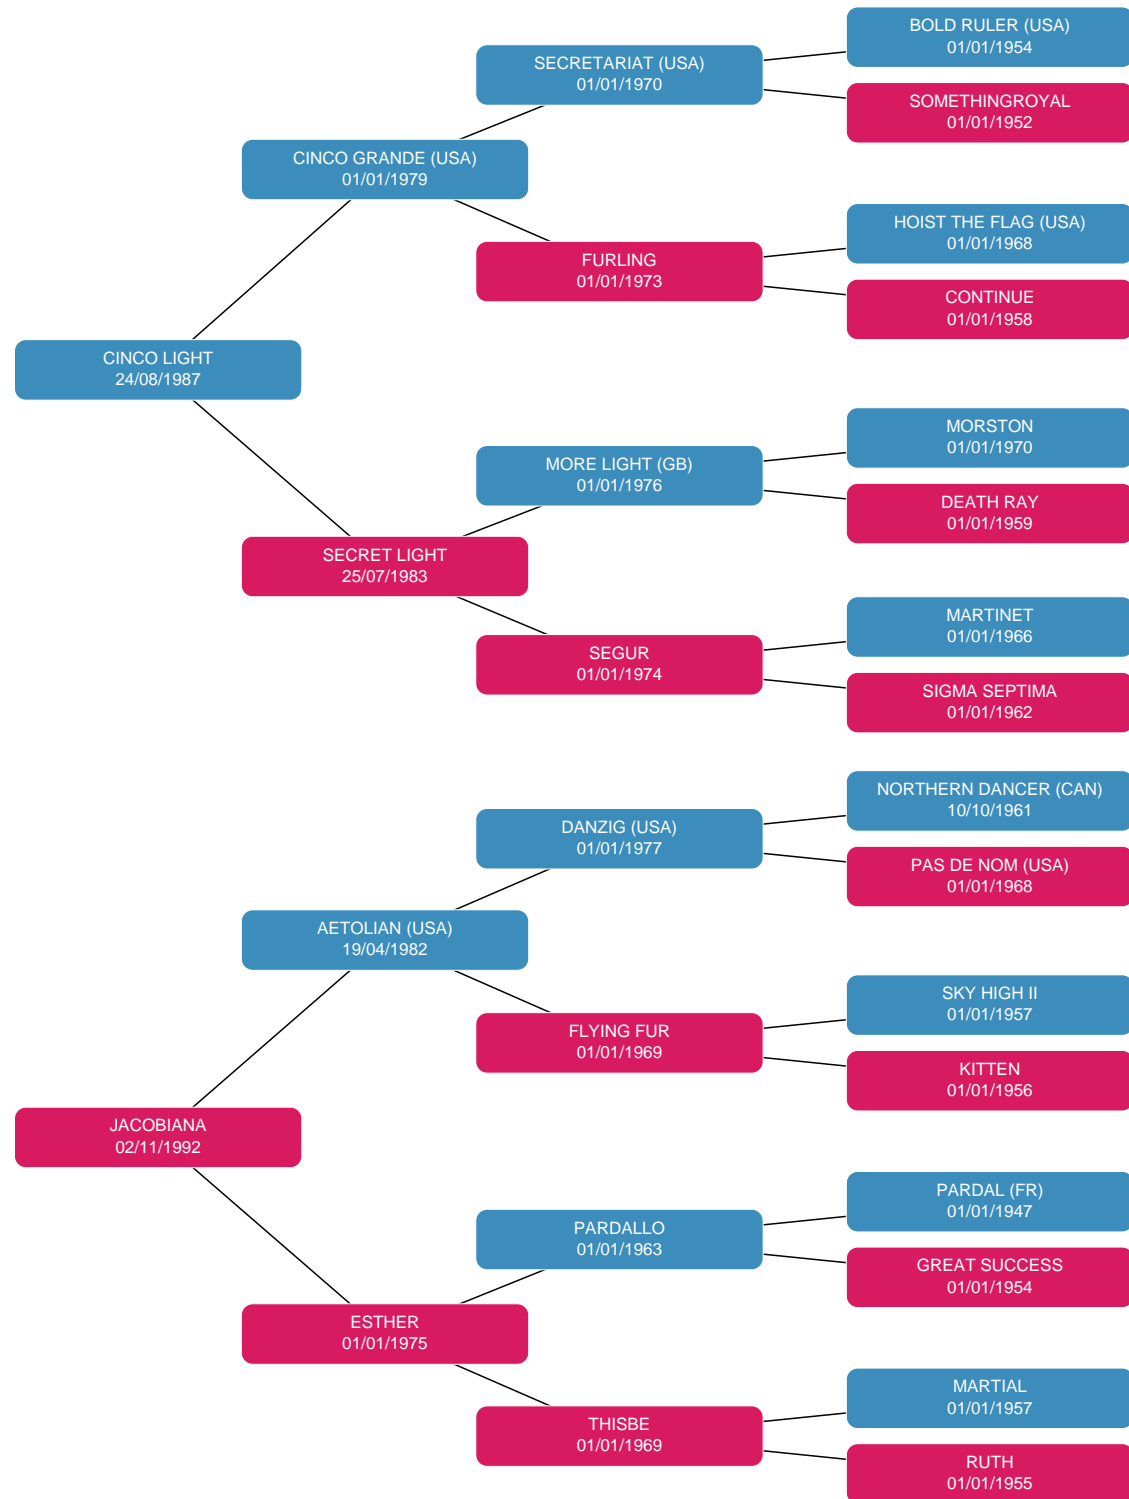 BOLD RULER (USA)
01/01/1954
SECRETARIAT (USA)
01/01/1970
SOMETHINGROYAL
01/01/1952
CINCO GRANDE (USA)
01/01/1979
HOIST THE FLAG (USA)
01/01/1968
FURLING
01/01/1973
CONTINUE
01/01/1958
CINCO LIGHT
24/08/1987
MORSTON
01/01/1970
MORE LIGHT (GB)
01/01/1976
DEATH RAY
01/01/1959
SECRET LIGHT
25/07/1983
MARTINET
01/01/1966
SEGUR
01/01/1974
SIGMA SEPTIMA
01/01/1962
NORTHERN DANCER (CAN)
10/10/1961
DANZIG (USA)
01/01/1977
PAS DE NOM (USA)
01/01/1968
AETOLIAN (USA)
19/04/1982
SKY HIGH II
01/01/1957
FLYING FUR
01/01/1969
KITTEN
01/01/1956
JACOBIANA
02/11/1992
PARDAL (FR)
01/01/1947
PARDALLO
01/01/1963
GREAT SUCCESS
01/01/1954
ESTHER
01/01/1975
MARTIAL
01/01/1957
THISBE
01/01/1969
RUTH
01/01/1955